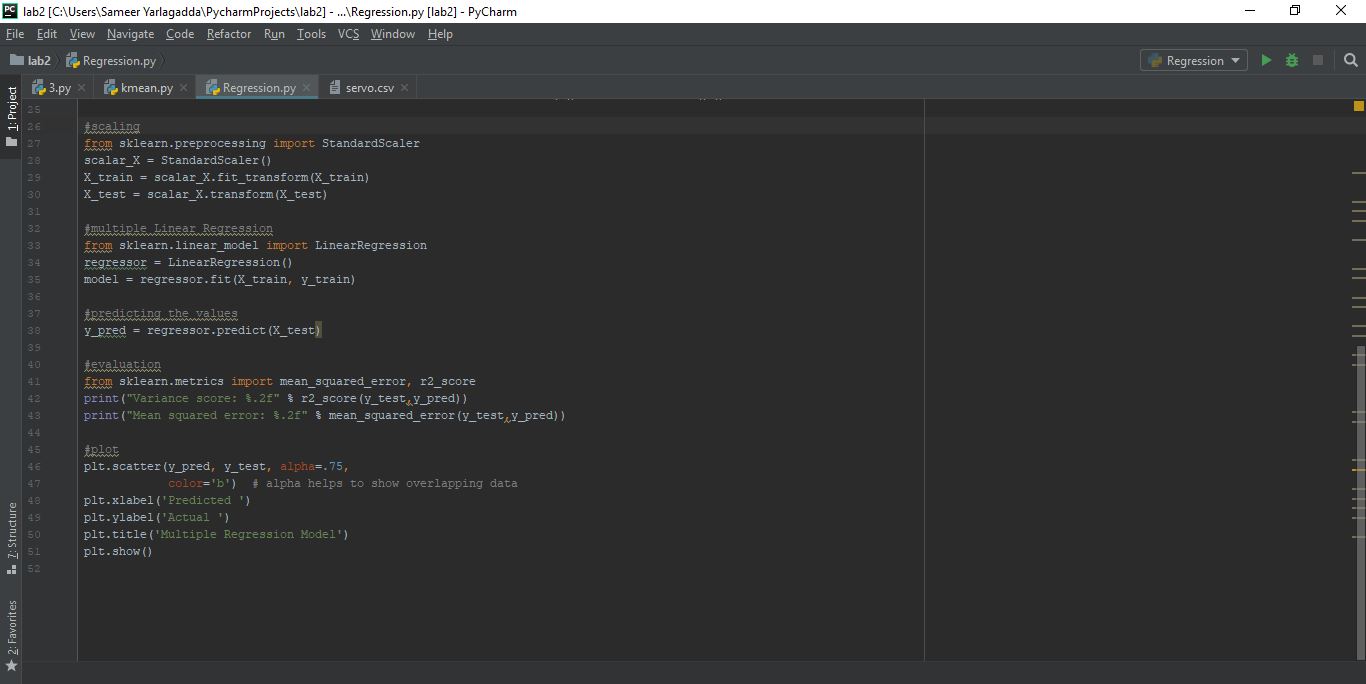 PC lab2 [C:\Users\Sameer Yarlagadda\PycharmProjects\lab2] - ...\Regression.py [lab2] - PyCharm
File Edit View Navigate Code Refactor Run Tools VCS Window Help
lab2 Regression.py Regression
3.py kmean.py Regression.py servo.csv
1: Project
25
26 #scaling
27 from sklearn.preprocessing import StandardScaler
28 scalar_X = StandardScaler()
29 X_train = scalar_X.fit_transform(X_train)
30 X_test = scalar_X.transform(X_test)
31
32 #multiple Linear Regression
33 from sklearn.linear_model import LinearRegression
34 regressor = LinearRegression()
35 model = regressor.fit(X_train, y_train)
36
37 #predicting the values
38 y_pred = regressor.predict(X_test)
39
40 #evaluation
41 from sklearn.metrics import mean_squared_error, r2_score
42 print("Variance score: %.2f" % r2_score(y_test,y_pred))
43 print("Mean squared error: %.2f" % mean_squared_error(y_test,y_pred))
44
45 #plot
46 plt.scatter(y_pred, y_test, alpha=.75,
47 color='b') # alpha helps to show overlapping data
48 plt.xlabel('Predicted ')
49 plt.ylabel('Actual ')
50 plt.title('Multiple Regression Model')
51 plt.show()
52
7: Structure
2: Favorites